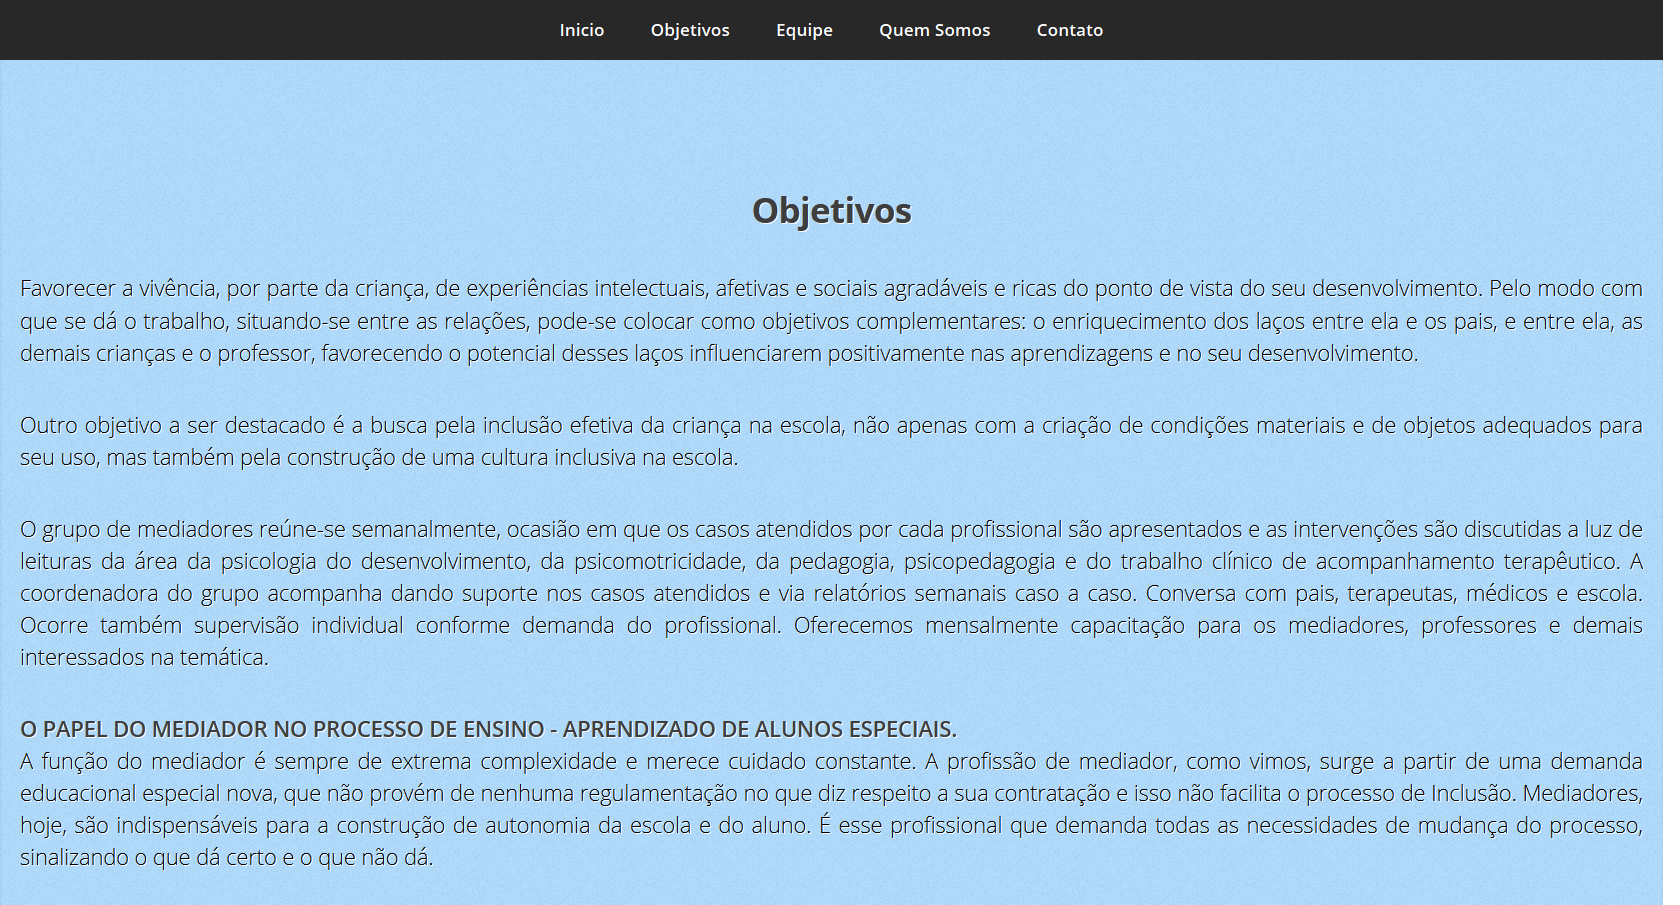 Inicio Objetivos Equipe Quem Somos Contato
Objetivos
Favorecer a vivência, por parte da criança, de experiências intelectuais, afetivas e sociais agradáveis e ricas do ponto de vista do seu desenvolvimento. Pelo modo com
que se dá o trabalho, situando-se entre as relações, pode-se colocar como objetivos complementares: o enriquecimento dos laços entre ela e os pais, e entre ela, as
demais crianças e o professor, favorecendo o potencial desses laços influenciarem positivamente nas aprendizagens e no seu desenvolvimento.
Outro objetivo a ser destacado é a busca pela inclusão efetiva da criança na escola, não apenas com a criação de condições materiais e de objetos adequados para
seu uso, mas também pela construção de uma cultura inclusiva na escola.
O grupo de mediadores reúne-se semanalmente, ocasião em que os casos atendidos por cada profissional são apresentados e as intervenções são discutidas a luz de
leituras da área da psicologia do desenvolvimento, da psicomotricidade, da pedagogia, psicopedagogia e do trabalho clínico de acompanhamento terapêutico. A
coordenadora do grupo acompanha dando suporte nos casos atendidos e via relatórios semanais caso a caso. Conversa com pais, terapeutas, médicos e escola.
Ocorre também supervisão individual conforme demanda do profissional. Oferecemos mensalmente capacitação para os mediadores, professores e demais
interessados na temática.
O PAPEL DO MEDIADOR NO PROCESSO DE ENSINO - APRENDIZADO DE ALUNOS ESPECIAIS.
A função do mediador é sempre de extrema complexidade e merece cuidado constante. A profissão de mediador, como vimos, surge a partir de uma demanda
educacional especial nova, que não provém de nenhuma regulamentação no que diz respeito a sua contratação e isso não facilita o processo de Inclusão. Mediadores,
hoje, são indispensáveis para a construção de autonomia da escola e do aluno. É esse profissional que demanda todas as necessidades de mudança do processo,
sinalizando o que dá certo e o que não dá.